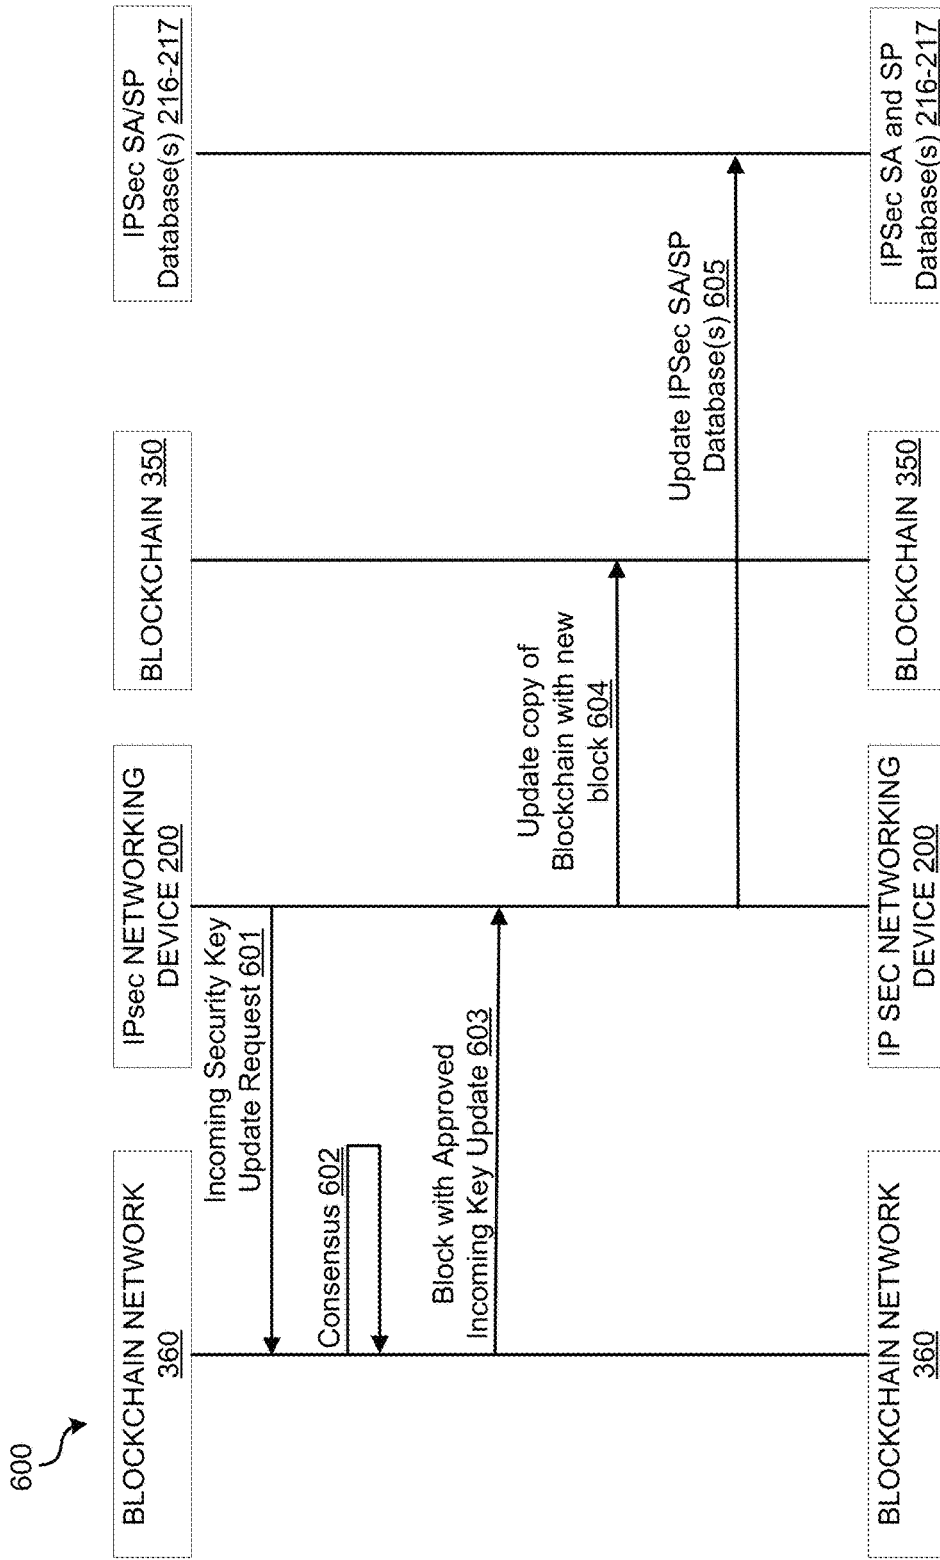 600
BLOCKCHAIN NETWORK
360
IPsec NETWORKING
DEVICE 200
BLOCKCHAIN 350
IPSec SA/SP
Database(s) 216-217
Incoming Security Key
Update Request 601
Consensus 602
Block with Approved
Incoming Key Update 603
Update copy of
Blockchain with new
block 604
Update IPSec SA/SP
Database(s) 605
BLOCKCHAIN NETWORK
360
IP SEC NETWORKING
DEVICE 200
BLOCKCHAIN 350
IPSec SA and SP
Database(s) 216-217